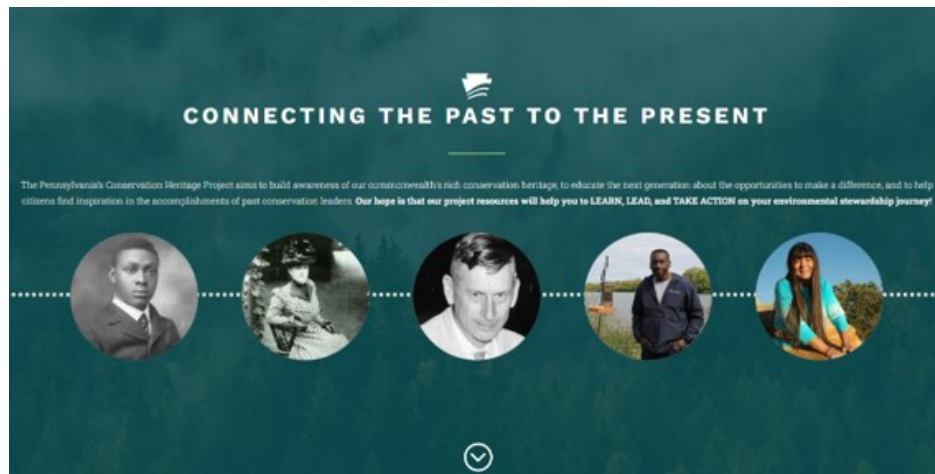 CONNECTING THE PAST TO THE PRESENT
The Pennsylvania's Conservation Heritage Project aims to build awareness of our commonwealth's rich conservation heritage, to educate the next generation about the opportunities to make a difference, and to help
citizens find inspiration in the accomplishments of past conservation leaders. Our hope is that our project resources will help you to LEARN, LEAD, and TAKE ACTION on your environmental stewardship journey!